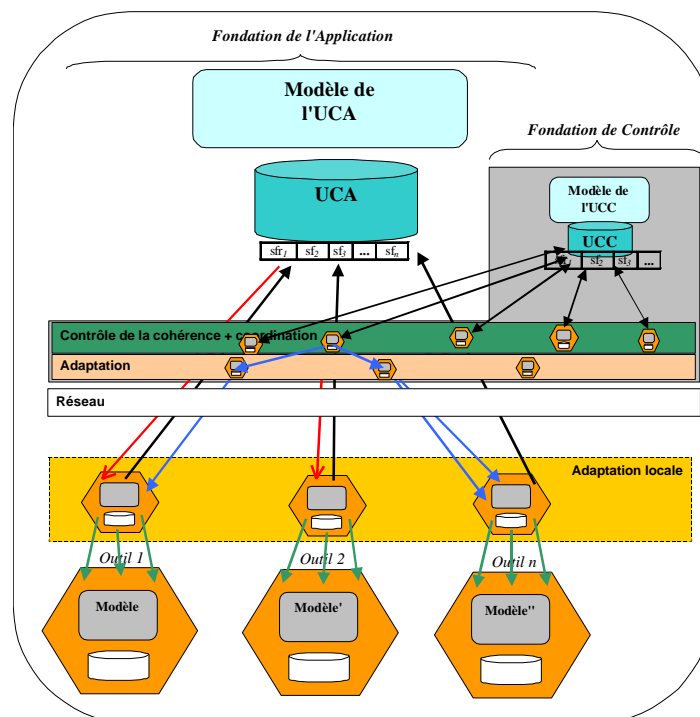 Fondation de l'Application
Modèle de
l'UCA
Fondation de Contrôle
Modèle de
l'UCC
UCA
UCC
sfr1 sf2 sf3 ... sfn
sf2 sf3 ...
Contrôle de la cohérence + coordination
Adaptation
Réseau
Adaptation locale
Outil 1
Outil 2
Outil n
Modèle
Modèle'
Modèle''